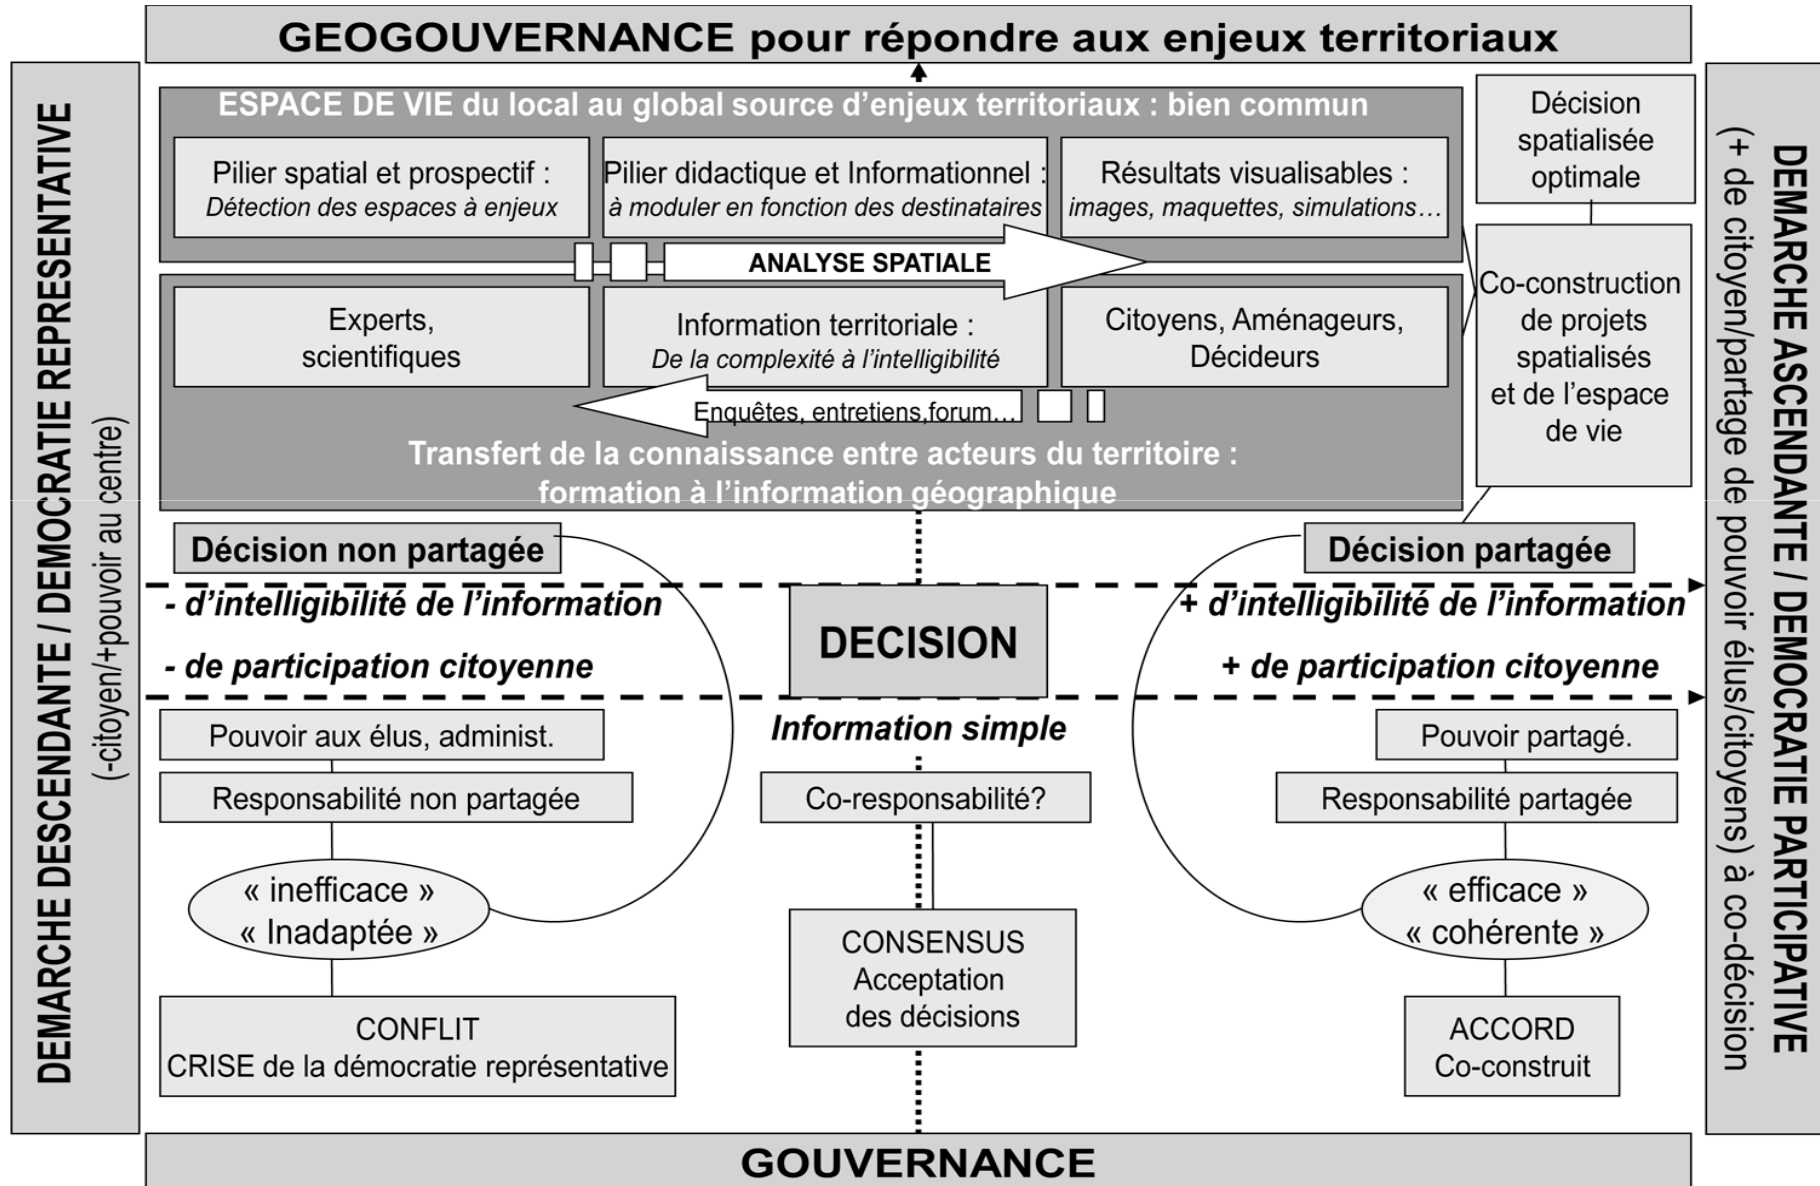 GEOGOUVERNANCE pour répondre aux enjeux territoriaux
DEMARCHE DESCENDANTE / DEMOCRATIE REPRESENTATIVE
(-citoyen/+pouvoir au centre)
ESPACE DE VIE du local au global source d'enjeux territoriaux : bien commun
Pilier spatial et prospectif :
Détection des espaces à enjeux
Pilier didactique et Informationnel :
à moduler en fonction des destinataires
Résultats visualisables :
images, maquettes, simulations…
ANALYSE SPATIALE
Experts,
scientifiques
Information territoriale :
De la complexité à l'intelligibilité
Citoyens, Aménageurs,
Décideurs
Enquêtes, entretiens,forum…
Transfert de la connaissance entre acteurs du territoire :
formation à l'information géographique
Décision
spatialisée
optimale
Co-construction
de projets
spatialisés
et de l'espace
de vie
Décision non partagée
Décision partagée
- d'intelligibilité de l'information
+ d'intelligibilité de l'information
DECISION
- de participation citoyenne
+ de participation citoyenne
Information simple
Pouvoir aux élus, administ.
Responsabilité non partagée
« inefficace »
« Inadaptée »
CONFLIT
CRISE de la démocratie représentative
Co-responsabilité?
CONSENSUS
Acceptation
des décisions
Pouvoir partagé.
Responsabilité partagée
« efficace »
« cohérente »
ACCORD
Co-construit
DEMARCHE ASCENDANTE / DEMOCRATIE PARTICIPATIVE
(+ de citoyen/partage de pouvoir élus/citoyens) à co-décision
GOUVERNANCE